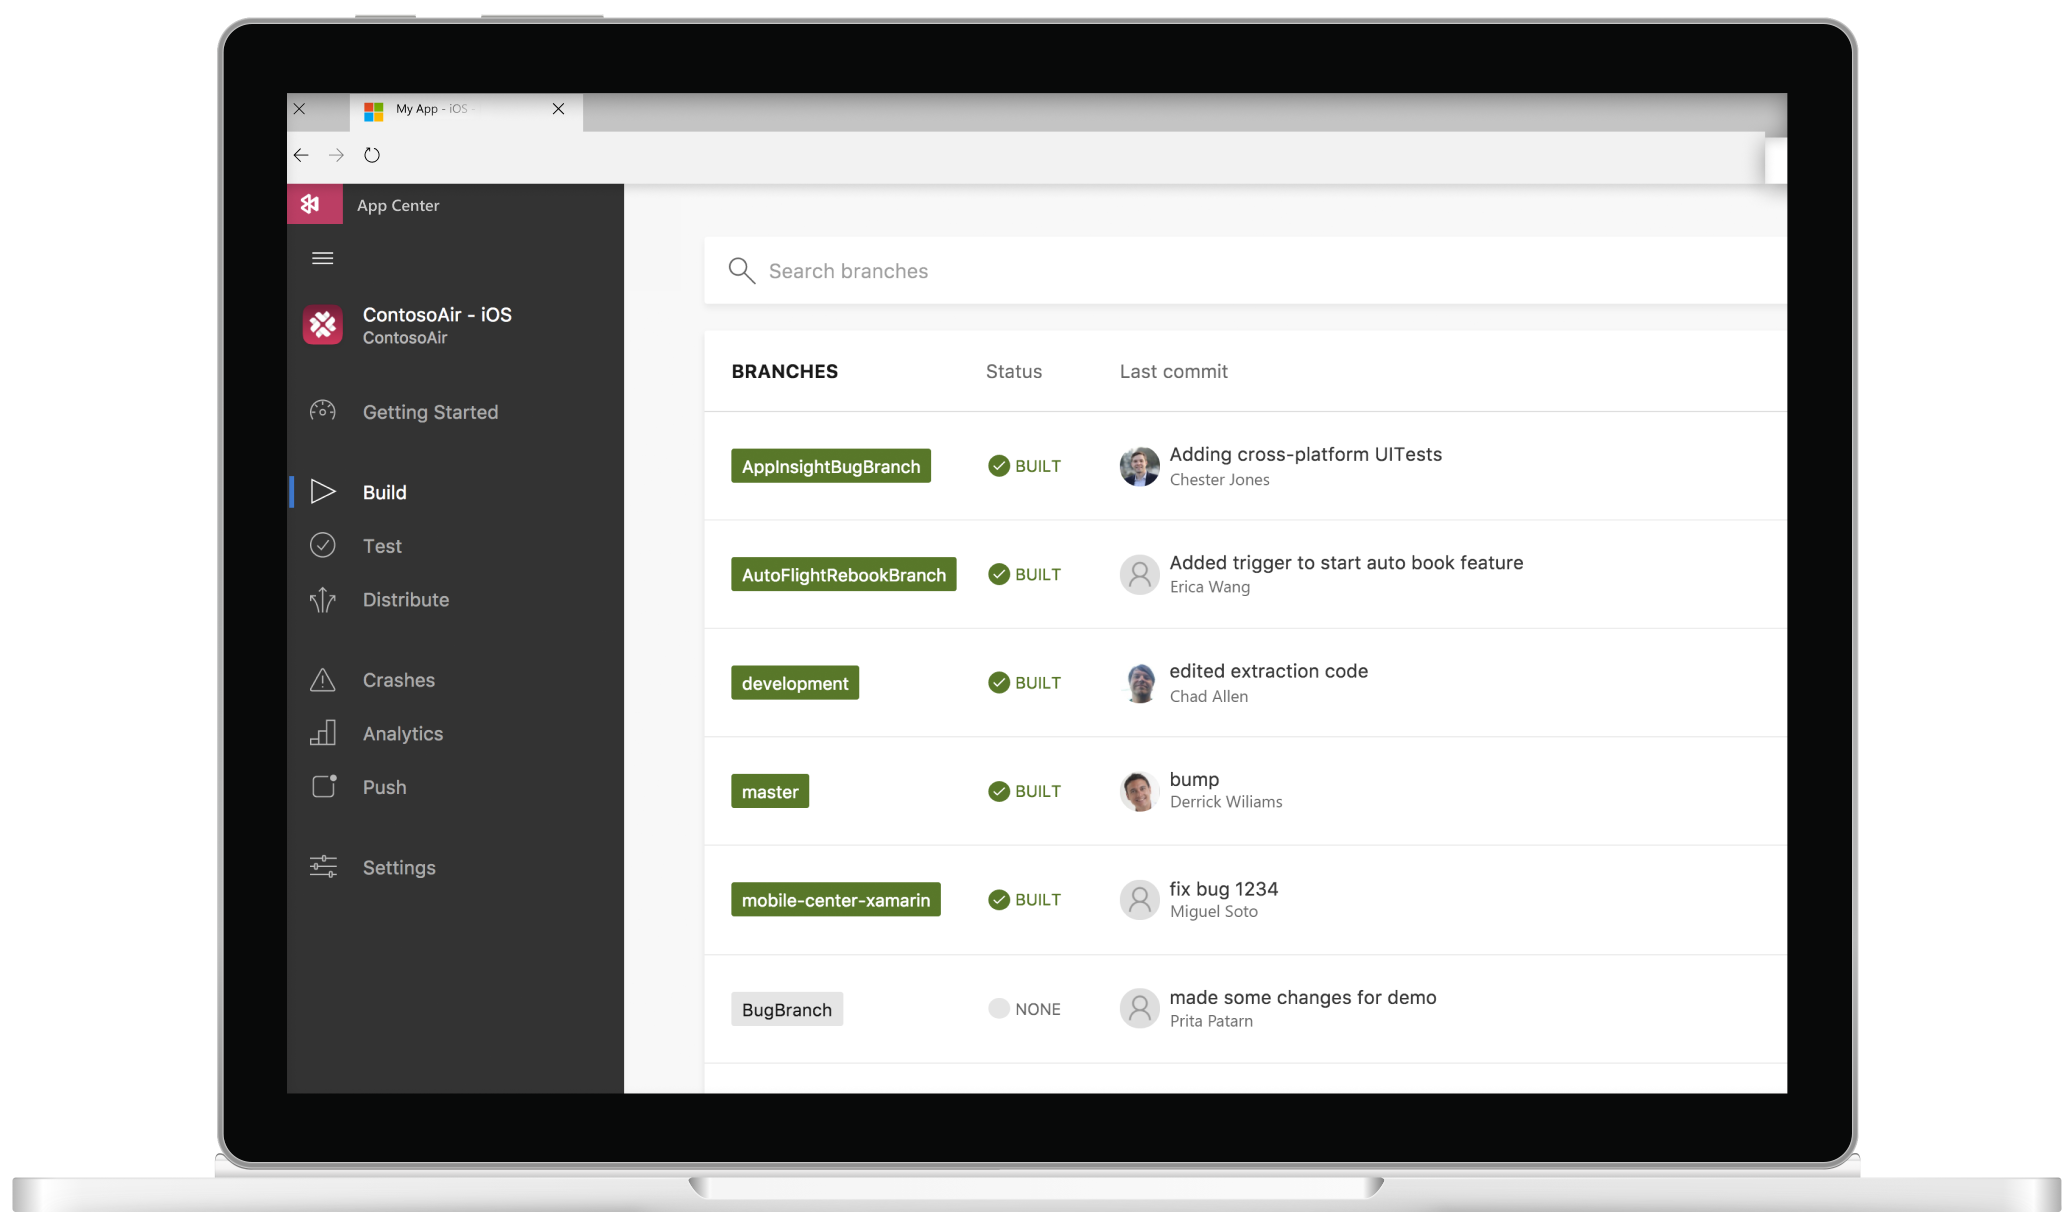 My App - iOS -
App Center
ContosoAir - iOS
ContosoAir
Getting Started
Build
Test
Distribute
Crashes
Analytics
Push
Settings
Search branches
BRANCHES Status Last commit
AppInsightBugBranch BUILT Adding cross-platform UITests
Chester Jones
AutoFlightRebookBranch BUILT Added trigger to start auto book feature
Erica Wang
development BUILT edited extraction code
Chad Allen
master BUILT bump
Derrick Wiliams
mobile-center-xamarin BUILT fix bug 1234
Miguel Soto
BugBranch NONE made some changes for demo
Prita Patarn